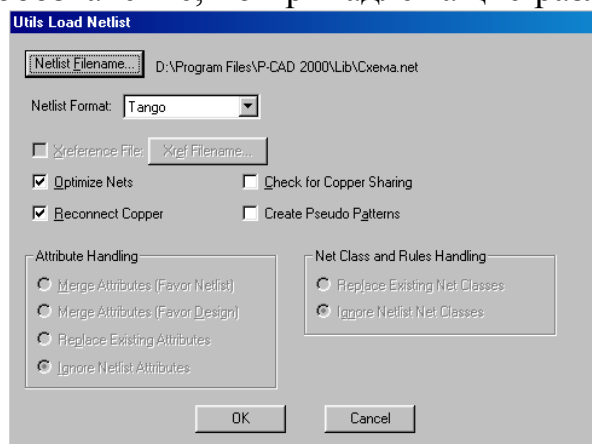 Utils Load Netlist
Netlist Filename... D:\Program Files\P-CAD 2000\Lib\Схема.net
Netlist Format: Tango
Xreference File: Xref Filename...
Optimize Nets Check for Copper Sharing
Reconnect Copper Create Pseudo Patterns
Attribute Handling Net Class and Rules Handling
Merge Attributes (Favor Netlist) Replace Existing Net Classes
Merge Attributes (Favor Design) Ignore Netlist Net Classes
Replace Existing Attributes
Ignore Netlist Attributes
OK Cancel